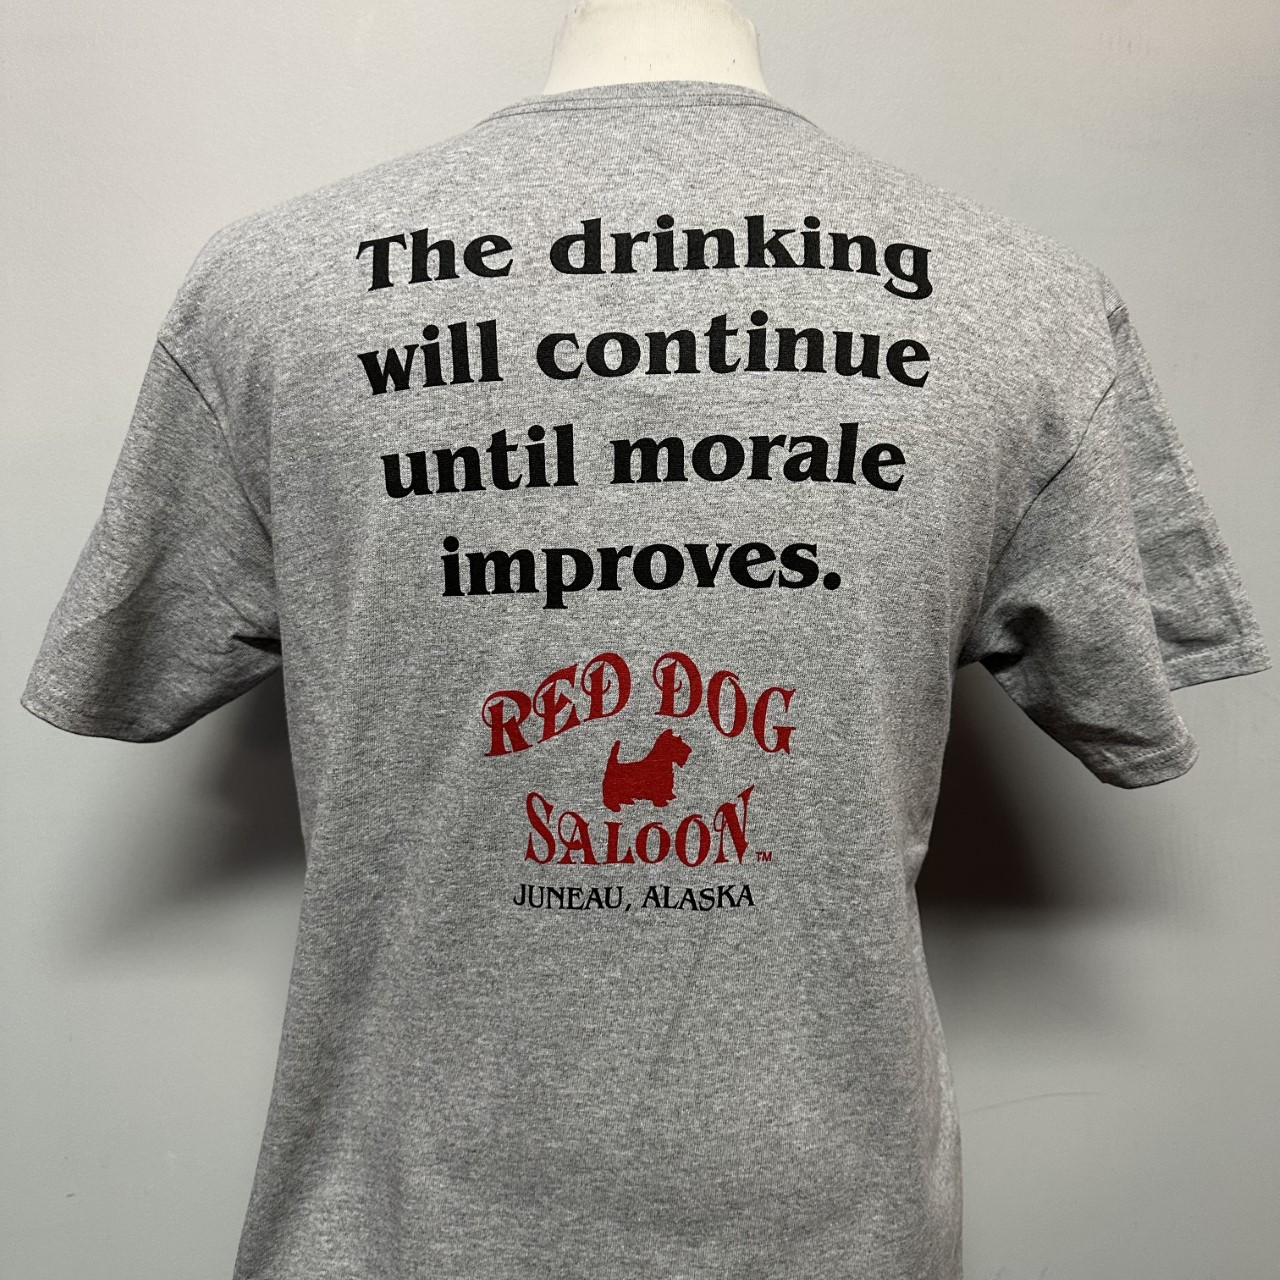 The drinking
will continue
until morale
improves.
RED DOG
SALOON™
JUNEAU, ALASKA